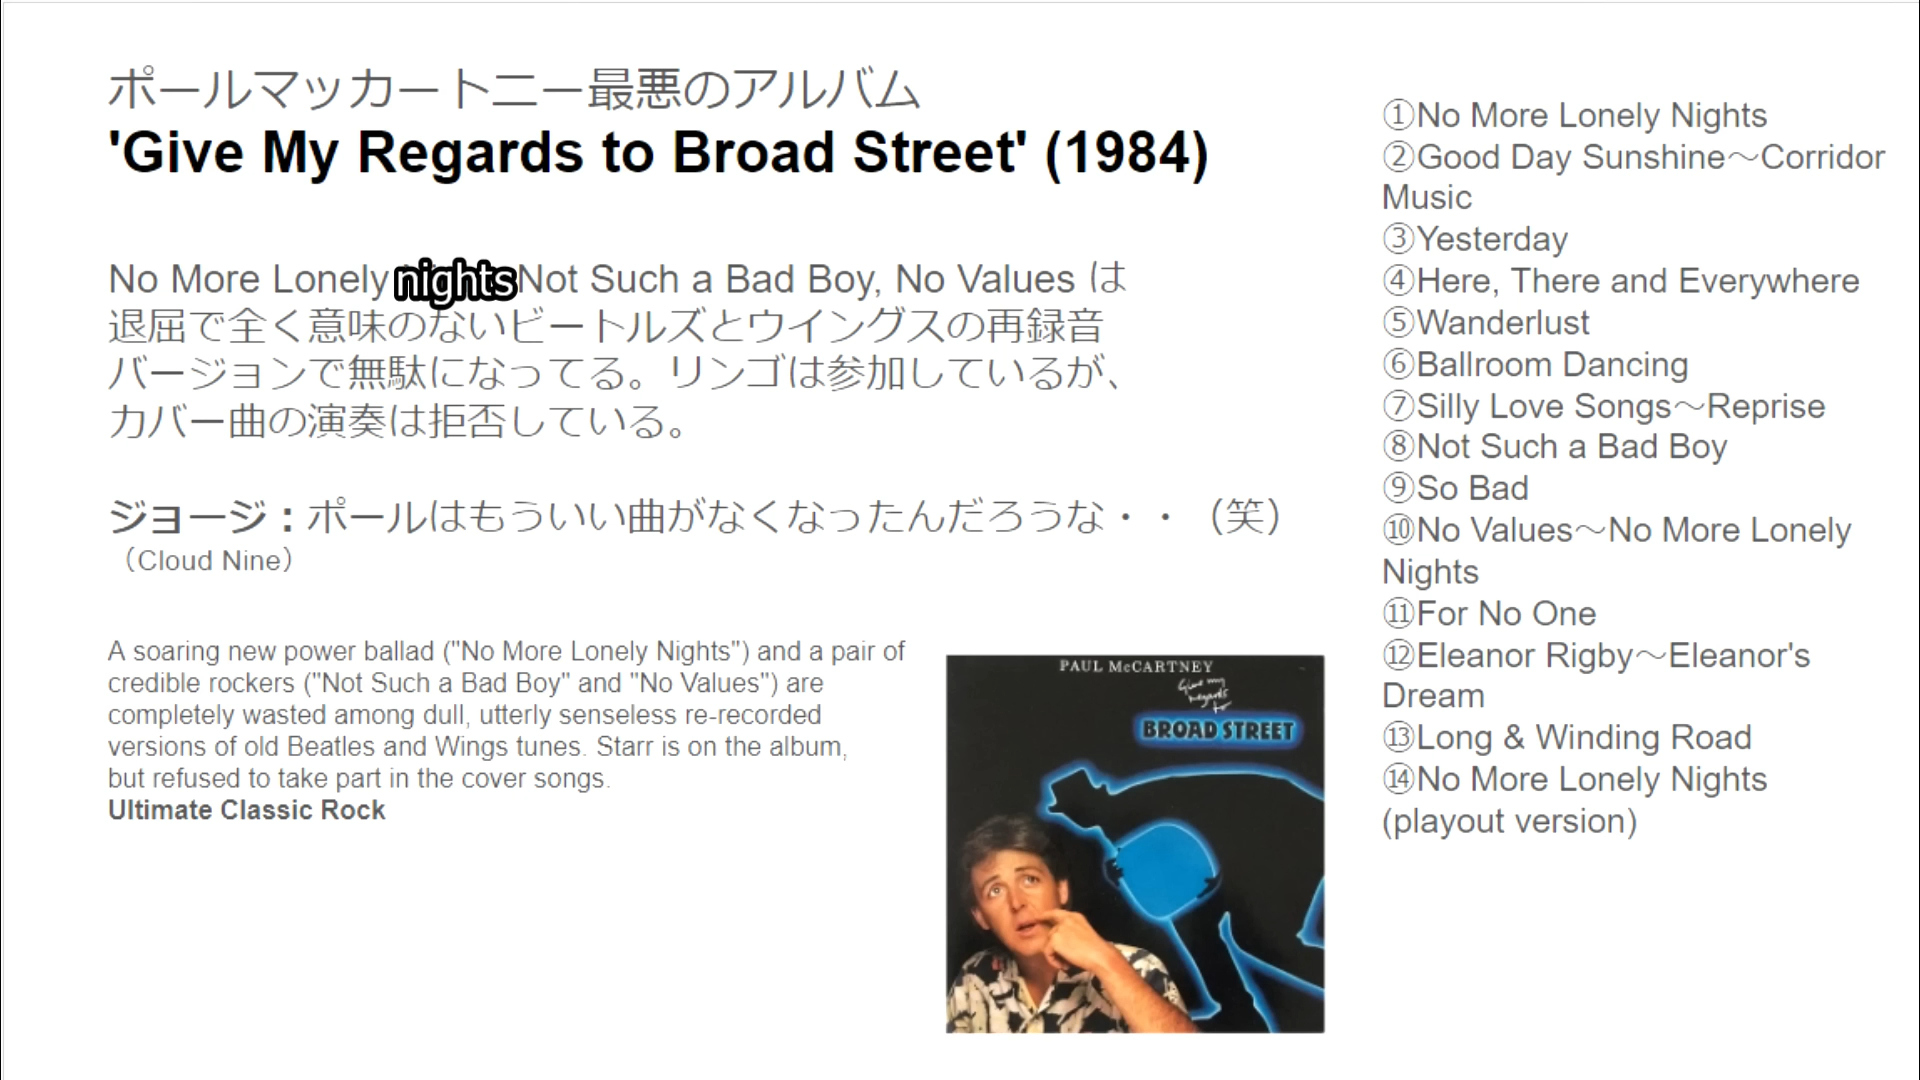 ポールマッカートニー最悪のアルバム
'Give My Regards to Broad Street' (1984)
No More Lonely nights Not Such a Bad Boy, No Values は
退屈で全く意味のないビートルズとウイングスの再録音
バージョンで無駄になってる。リンゴは参加しているが、
カバー曲の演奏は拒否している。
ジョージ：ポールはもういい曲がなくなったんだろうな・・（笑）
（Cloud Nine）
A soaring new power ballad ("No More Lonely Nights") and a pair of
credible rockers ("Not Such a Bad Boy" and "No Values") are
completely wasted among dull, utterly senseless re-recorded
versions of old Beatles and Wings tunes. Starr is on the album,
but refused to take part in the cover songs.
Ultimate Classic Rock
PAUL McCARTNEY
Give my
regards
to
BROAD STREET
①No More Lonely Nights
②Good Day Sunshine～Corridor
Music
③Yesterday
④Here, There and Everywhere
⑤Wanderlust
⑥Ballroom Dancing
⑦Silly Love Songs～Reprise
⑧Not Such a Bad Boy
⑨So Bad
⑩No Values～No More Lonely
Nights
⑪For No One
⑫Eleanor Rigby～Eleanor's
Dream
⑬Long & Winding Road
⑭No More Lonely Nights
(playout version)